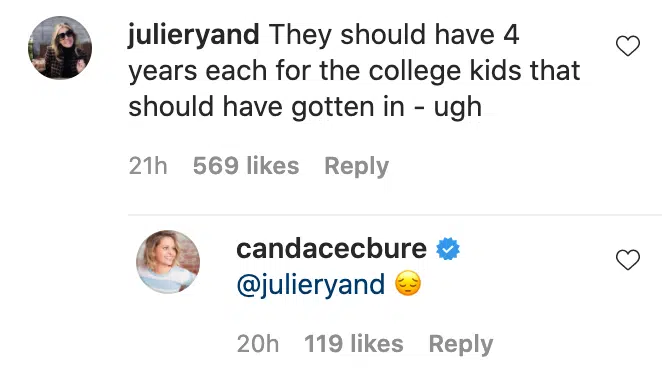 julieryand They should have 4
years each for the college kids that
should have gotten in - ugh
21h 569 likes Reply
candacecbure
@julieryand 😔
20h 119 likes Reply